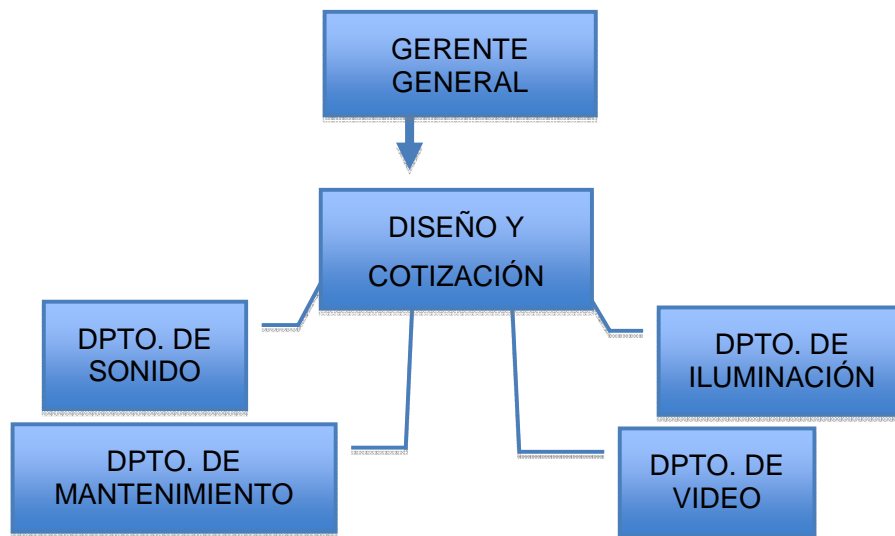 GERENTE
GENERAL
DISEÑO Y
COTIZACIÓN
DPTO. DE
SONIDO
DPTO. DE
ILUMINACIÓN
DPTO. DE
MANTENIMIENTO
DPTO. DE
VIDEO